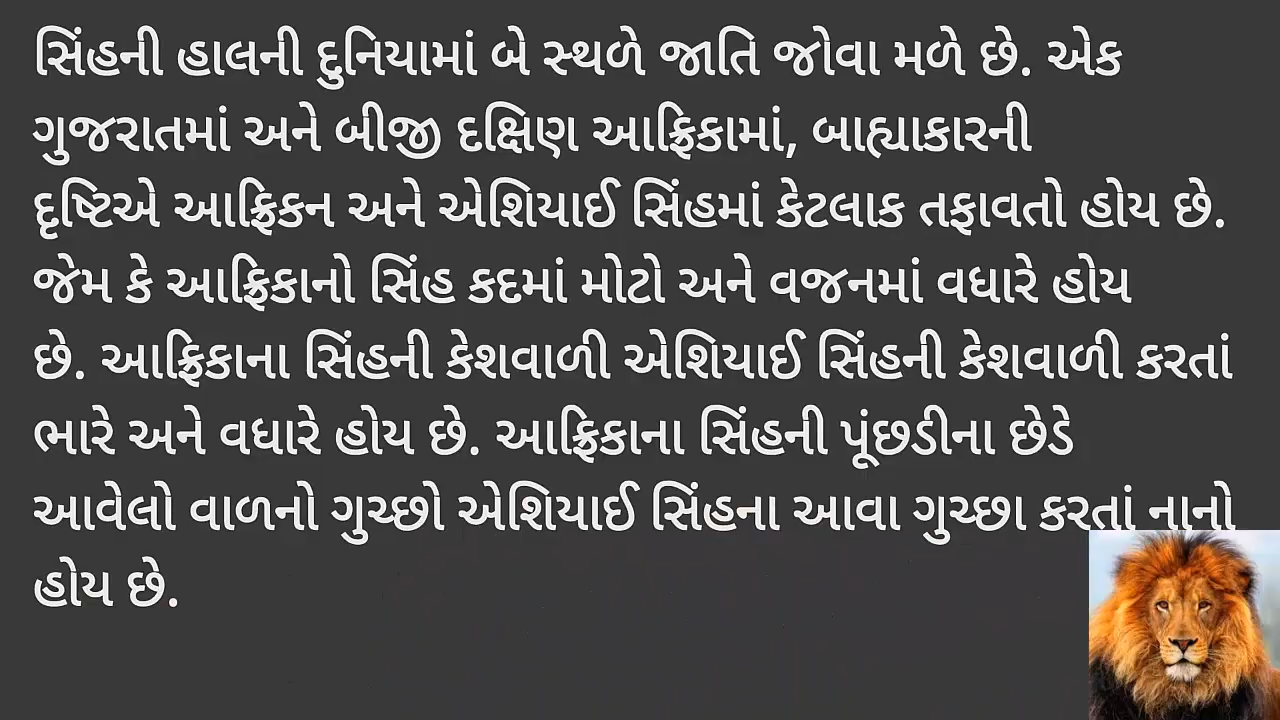 સિંહની હાલની દુનિયામાં બે સ્થળે જાતિ જોવા મળે છે. એક
ગુજરાતમાં અને બીજી દક્ષિણ આફ્રિકામાં, બાહ્યાકારની
દૃષ્ટિએ આફ્રિકન અને એશિયાઈ સિંહમાં કેટલાક તફાવતો હોય છે.
જેમ કે આફ્રિકાનો સિંહ કદમાં મોટો અને વજનમાં વધારે હોય
છે. આફ્રિકાના સિંહની કેશવાળી એશિયાઈ સિંહની કેશવાળી કરતાં
ભારે અને વધારે હોય છે. આફ્રિકાના સિંહની પૂંછડીના છેડે
આવેલો વાળનો ગુચ્છો એશિયાઈ સિંહના આવા ગુચ્છા કરતાં નાનો
હોય છે.